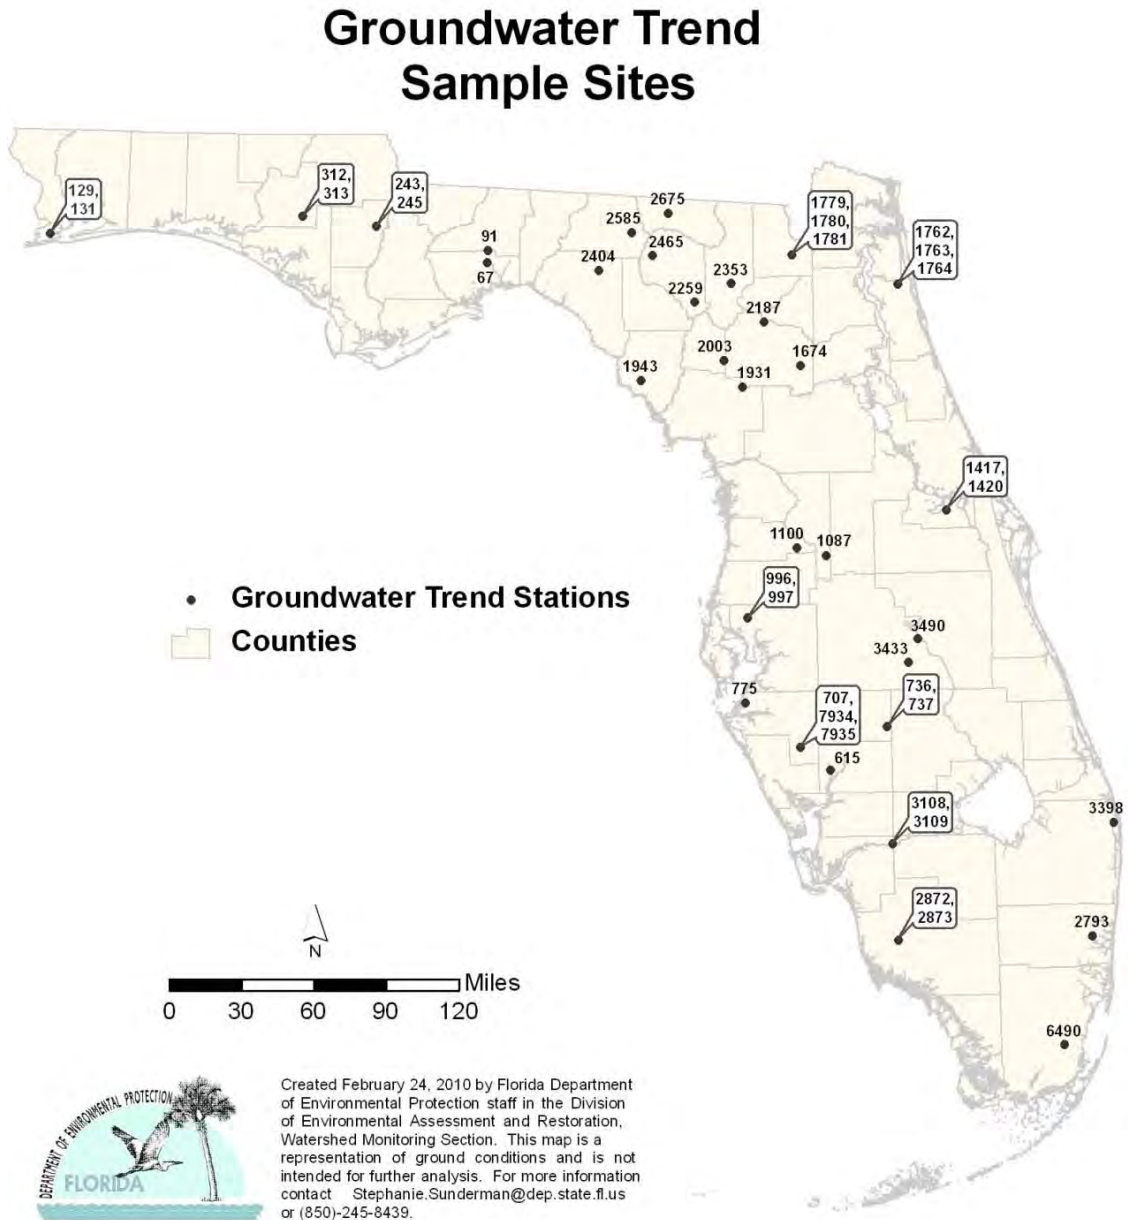 Groundwater Trend
Sample Sites
129,
131
312,
313
243,
245
91
67
2675
2585
2465
2404
2353
2259
2187
2003
1674
1943
1931
1779,
1780,
1781
1762,
1763,
1764
1417,
1420
1100
1087
996,
997
Groundwater Trend Stations
Counties
3490
3433
775
736,
737
707,
7934,
7935
615
3108,
3109
3398
2872,
2873
2793
6490
N
Miles
0 30 60 90 120
DEPARTMENT OF ENVIRONMENTAL PROTECTION
FLORIDA
Created February 24, 2010 by Florida Department
of Environmental Protection staff in the Division
of Environmental Assessment and Restoration,
Watershed Monitoring Section. This map is a
representation of ground conditions and is not
intended for further analysis. For more information
contact Stephanie.Sunderman@dep.state.fl.us
or (850)-245-8439.